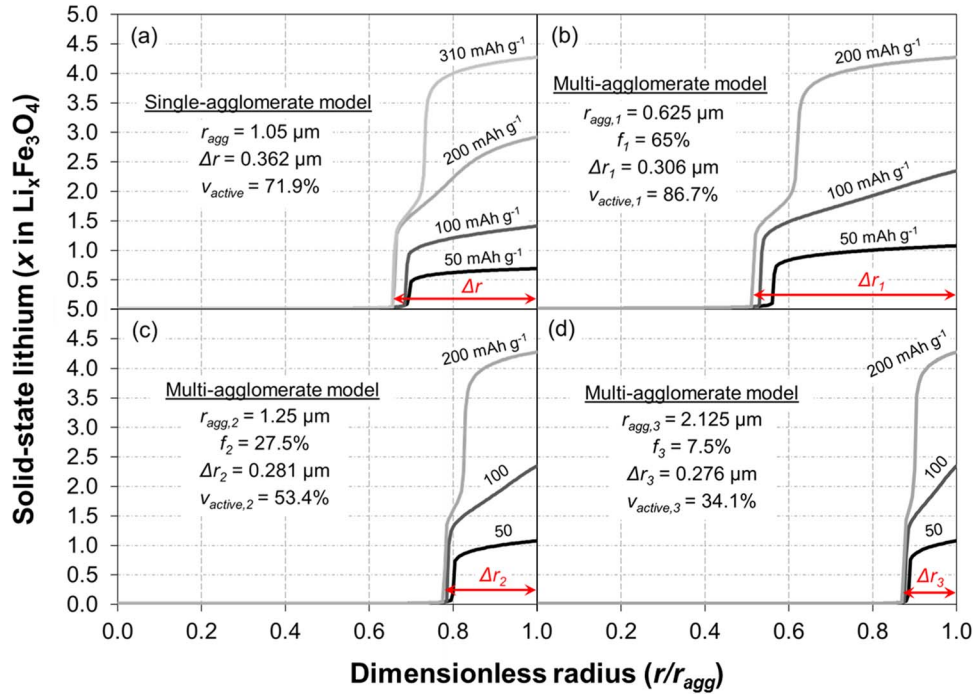 Solid-state lithium (x in LixFe3O4)
5.0
4.5
4.0
3.5
3.0
2.5
2.0
1.5
1.0
0.5
5.0
4.5
4.0
3.5
3.0
2.5
2.0
1.5
1.0
0.5
0.0
(a)
310 mAh g-1
Single-agglomerate model
ragg = 1.05 µm
Δr = 0.362 µm
vactive = 71.9%
200 mAh g-1
100 mAh g-1
50 mAh g-1
Δr
(b)
200 mAh g-1
Multi-agglomerate model
ragg,1 = 0.625 µm
f1 = 65%
Δr1 = 0.306 µm
vactive,1 = 86.7%
100 mAh g-1
50 mAh g-1
Δr1
(c)
200 mAh g-1
Multi-agglomerate model
ragg,2 = 1.25 µm
f2 = 27.5%
Δr2 = 0.281 µm
vactive,2 = 53.4%
100
50
Δr2
(d)
200 mAh g-1
Multi-agglomerate model
ragg,3 = 2.125 µm
f3 = 7.5%
Δr3 = 0.276 µm
vactive,3 = 34.1%
100
50
Δr3
0.0 0.2 0.4 0.6 0.8 1.0 0.2 0.4 0.6 0.8 1.0
Dimensionless radius (r/ragg)